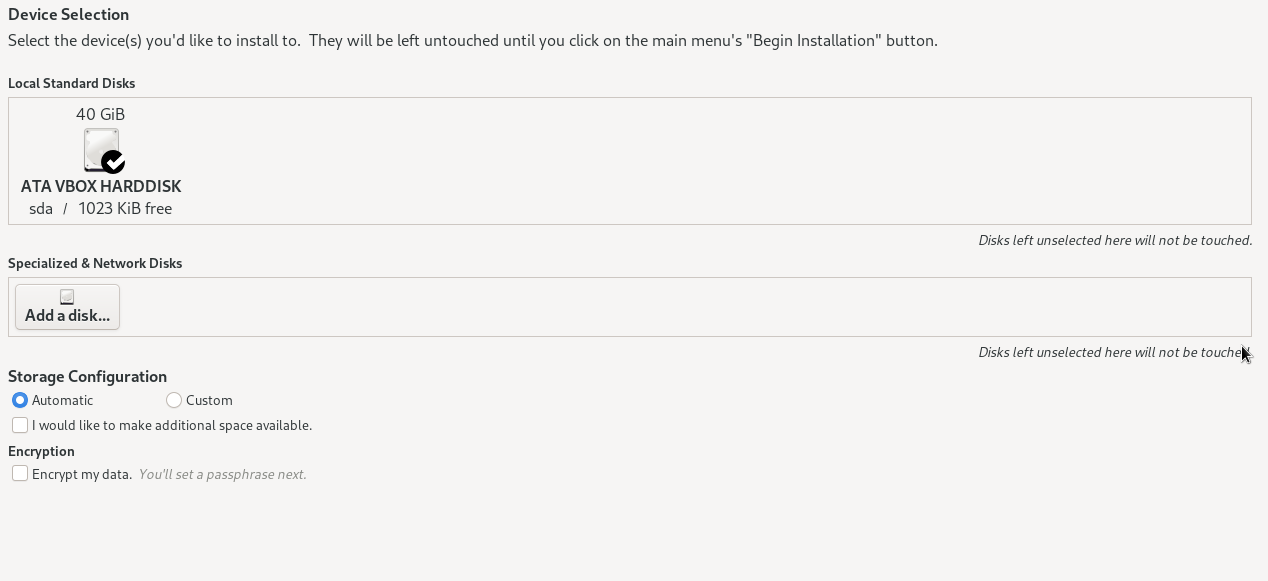 Device Selection
Select the device(s) you'd like to install to.  They will be left untouched until you click on the main menu's "Begin Installation" button.
Local Standard Disks
40 GiB
ATA VBOX HARDDISK
sda / 1023 KiB free
Disks left unselected here will not be touched.
Specialized & Network Disks
Add a disk...
Disks left unselected here will not be touched.
Storage Configuration
Automatic Custom
I would like to make additional space available.
Encryption
Encrypt my data. You'll set a passphrase next.